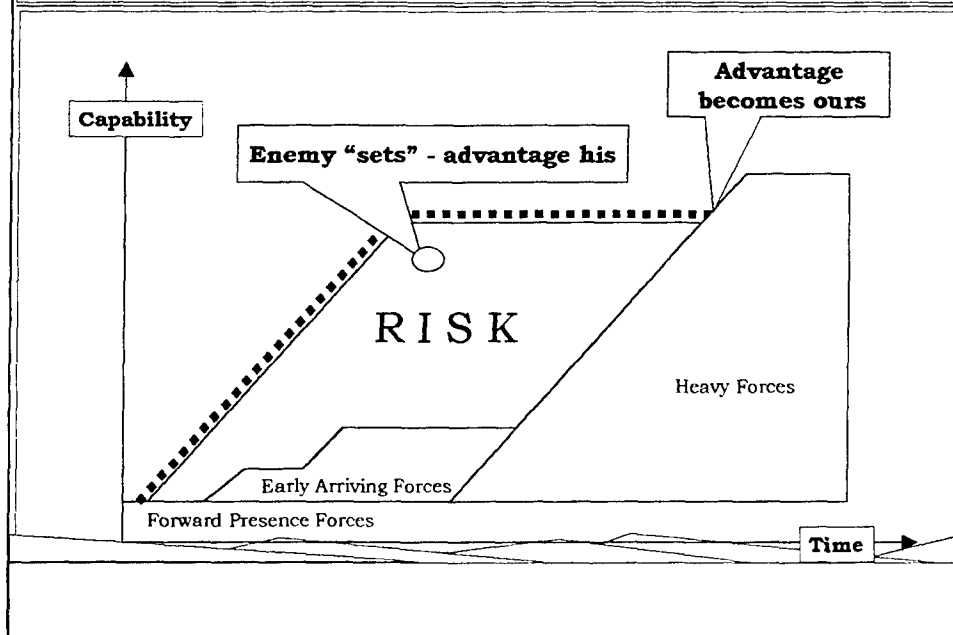 Advantage
becomes ours
Capability
Enemy "sets" - advantage his
RISK
Heavy Forces
Early Arriving Forces
Forward Presence Forces
Time